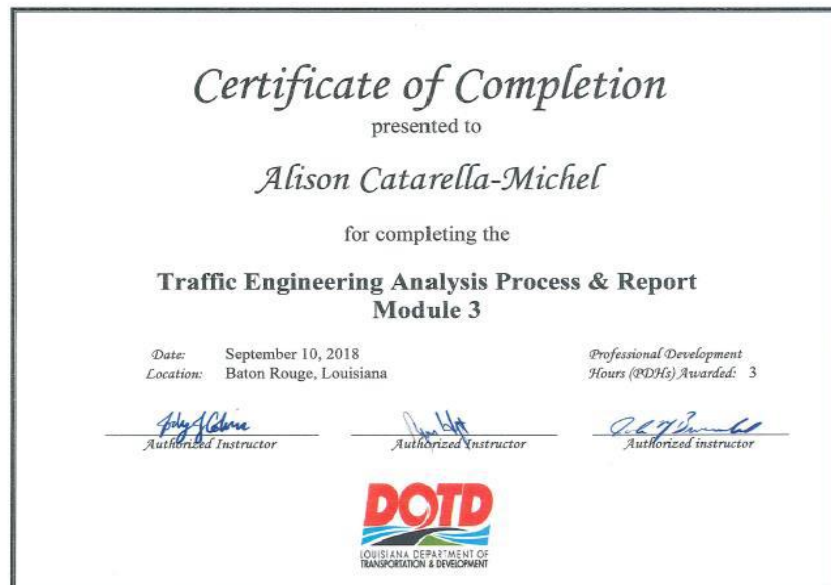 Certificate of Completion
presented to
Alison Catarella-Michel
for completing the
Traffic Engineering Analysis Process & Report
Module 3
Date: September 10, 2018
Location: Baton Rouge, Louisiana
Professional Development
Hours (PDHs) Awarded: 3
Authorized Instructor
Authorized Instructor
Authorized instructor
DOTD
LOUISIANA DEPARTMENT OF
TRANSPORTATION & DEVELOPMENT